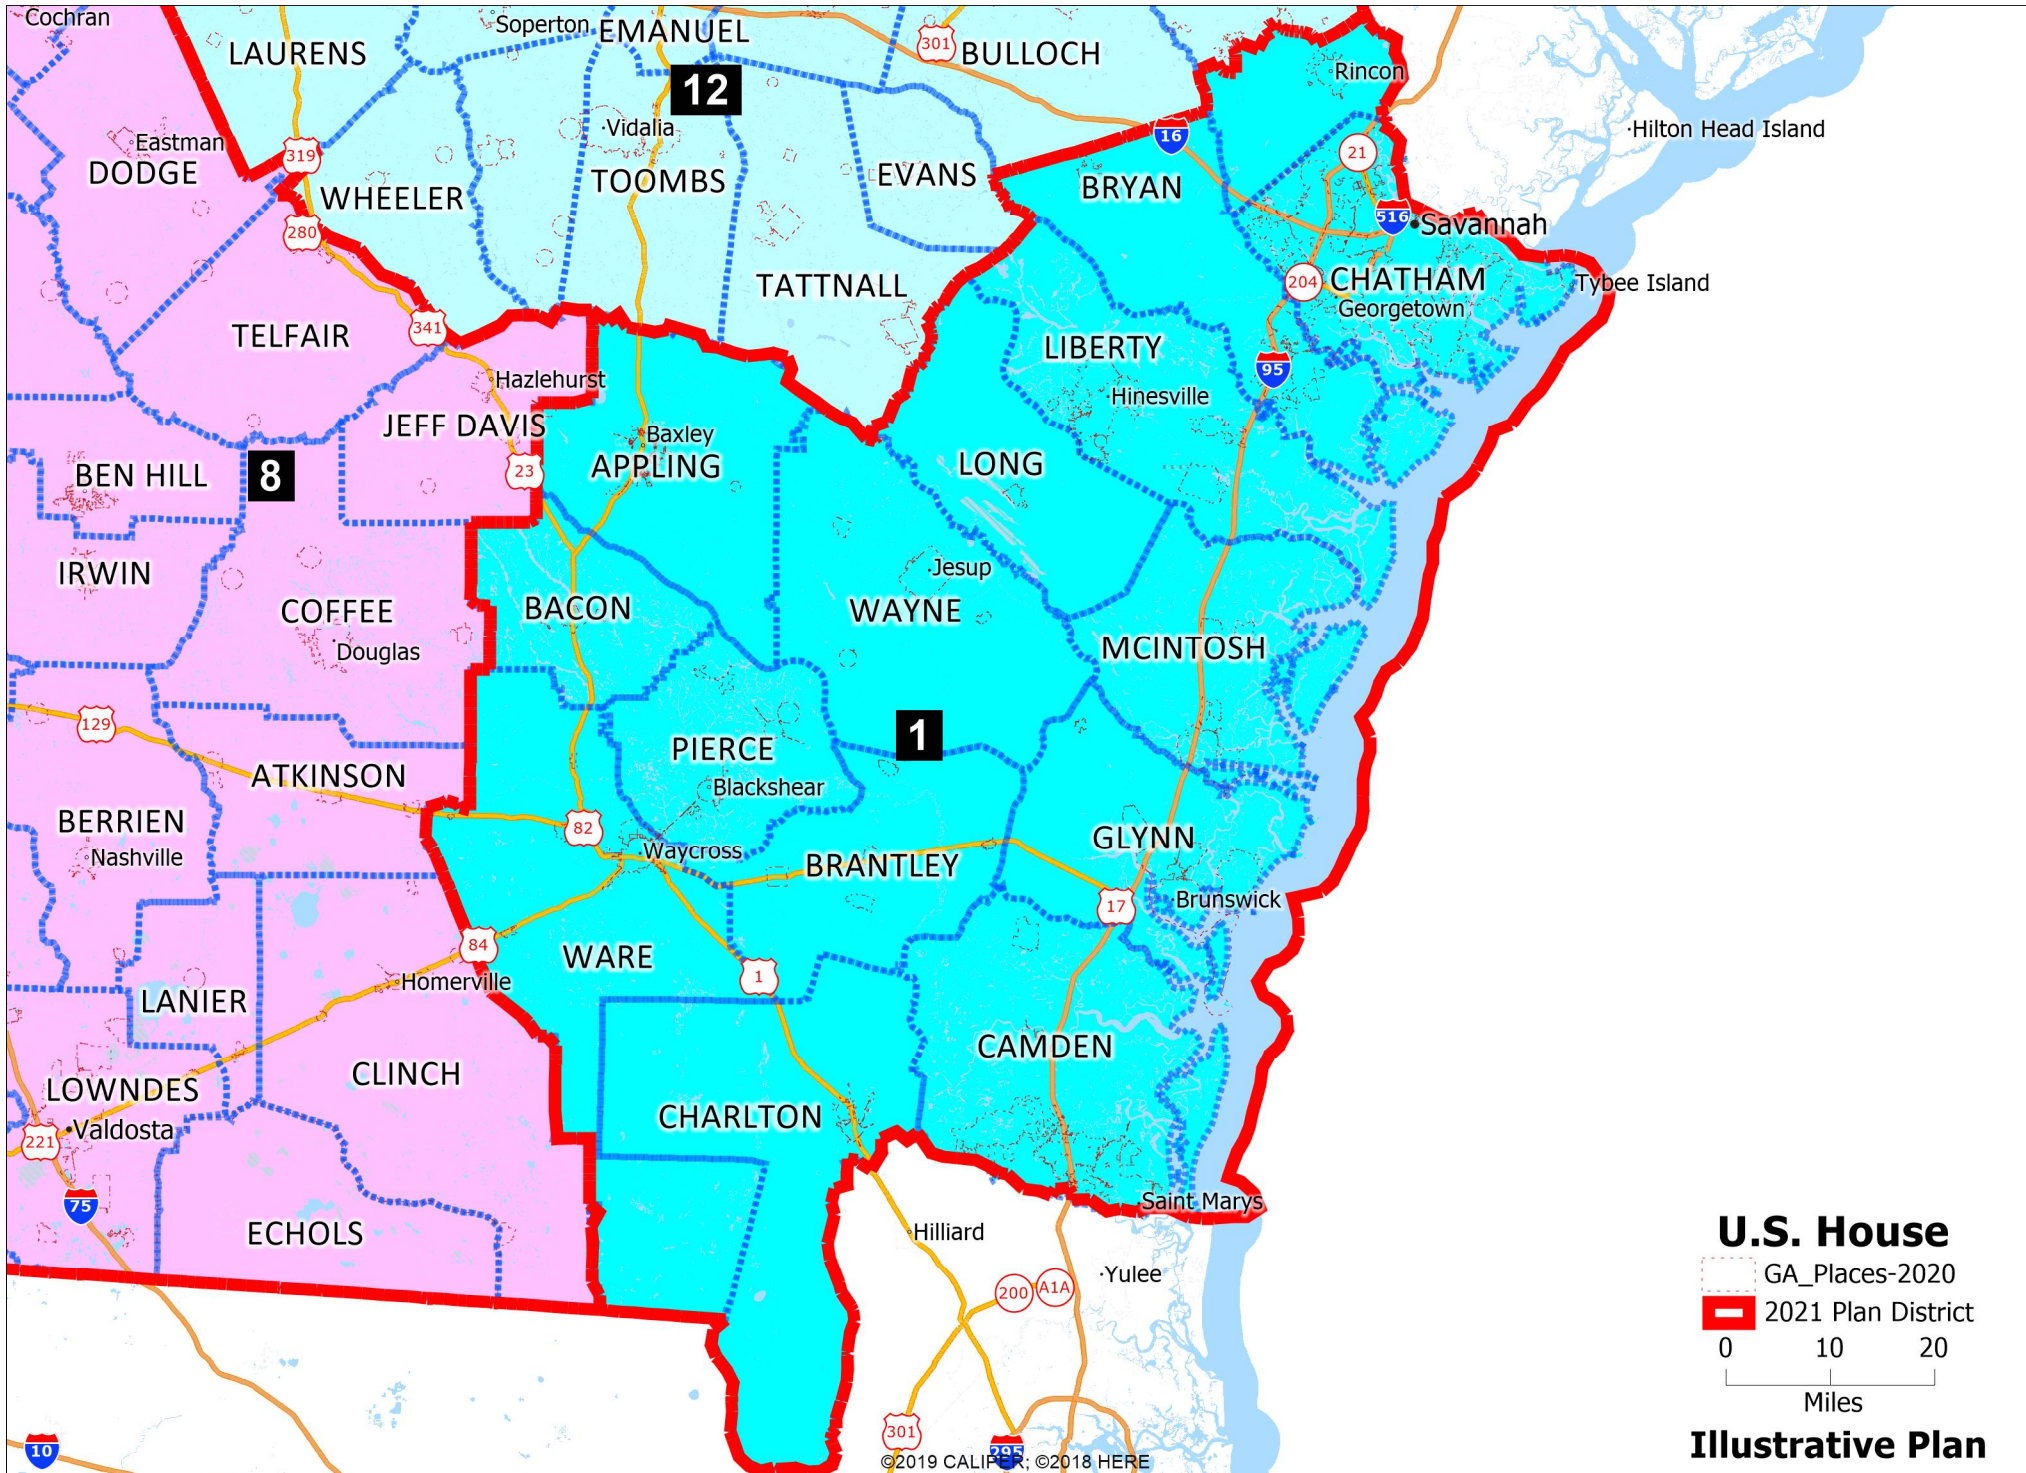 Cochran
LAURENS
Soperton
EMANUEL
301
BULLOCH
12
Rincon
Eastman
DODGE
319
Vidalia
16
21
Hilton Head Island
WHEELER
TOOMBS
EVANS
BRYAN
280
516
Savannah
TATTNALL
204
CHATHAM
Tybee Island
Georgetown
TELFAIR
341
LIBERTY
Hazlehurst
95
Hinesville
JEFF DAVIS
Baxley
BEN HILL
8
23
APPLING
LONG
IRWIN
Jesup
COFFEE
BACON
WAYNE
Douglas
MCINTOSH
129
PIERCE
1
ATKINSON
Blackshear
BERRIEN
82
GLYNN
Nashville
Waycross
BRANTLEY
17
Brunswick
84
WARE
Homerville
1
LANIER
CAMDEN
CLINCH
LOWNDES
CHARLTON
221
Valdosta
75
Saint Marys
ECHOLS
Hilliard
U.S. House
Yulee
GA_Places-2020
200
A1A
2021 Plan District
0 10 20
Miles
301
10
295
Illustrative Plan
©2019 CALIPER; ©2018 HERE